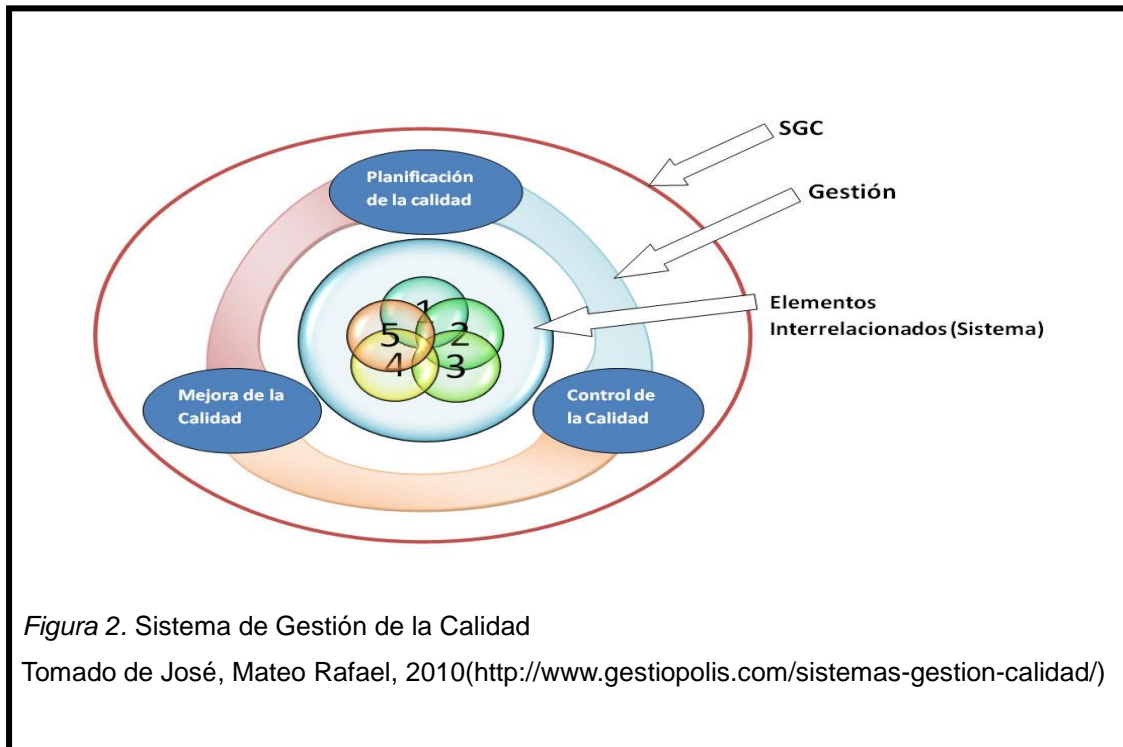 SGC
Planificación
de la calidad
Gestión
Elementos
Interrelacionados (Sistema)
1
5 2
4 3
Mejora de la
Calidad
Control de
la Calidad
Figura 2. Sistema de Gestión de la Calidad
Tomado de José, Mateo Rafael, 2010(http://www.gestiopolis.com/sistemas-gestion-calidad/)